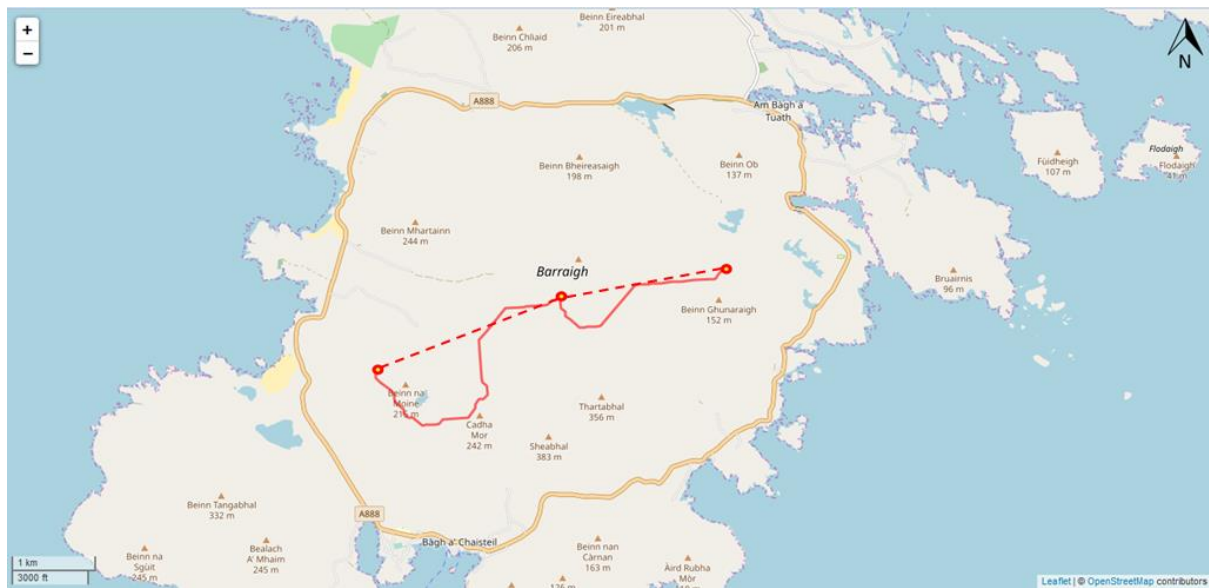 +
−
N
Beinn Eireabhal
201 m
Beinn Chliaid
206 m
A888
Am Bàgh a
Tuath
Beinn Bheireasaigh
198 m
Beinn Ob
137 m
Fùidheigh
107 m
Flodaigh
Flodaigh
41 m
Beinn Mhartainn
244 m
Barraigh
Bruairnis
96 m
Beinn Ghunaraigh
152 m
Beinn na
Moine
215 m
Cadha
Mor
242 m
Thartabhal
356 m
Sheabhal
383 m
Beinn Tangabhal
332 m
A888
Bàgh a' Chaisteil
Beinn na
Sgùit
245 m
Bealach
A' Mhaim
245 m
Beinn nan
Càrnan
163 m
Àird Rubha
Mòr
126 m
1 km
3000 ft
Leaflet | © OpenStreetMap contributors